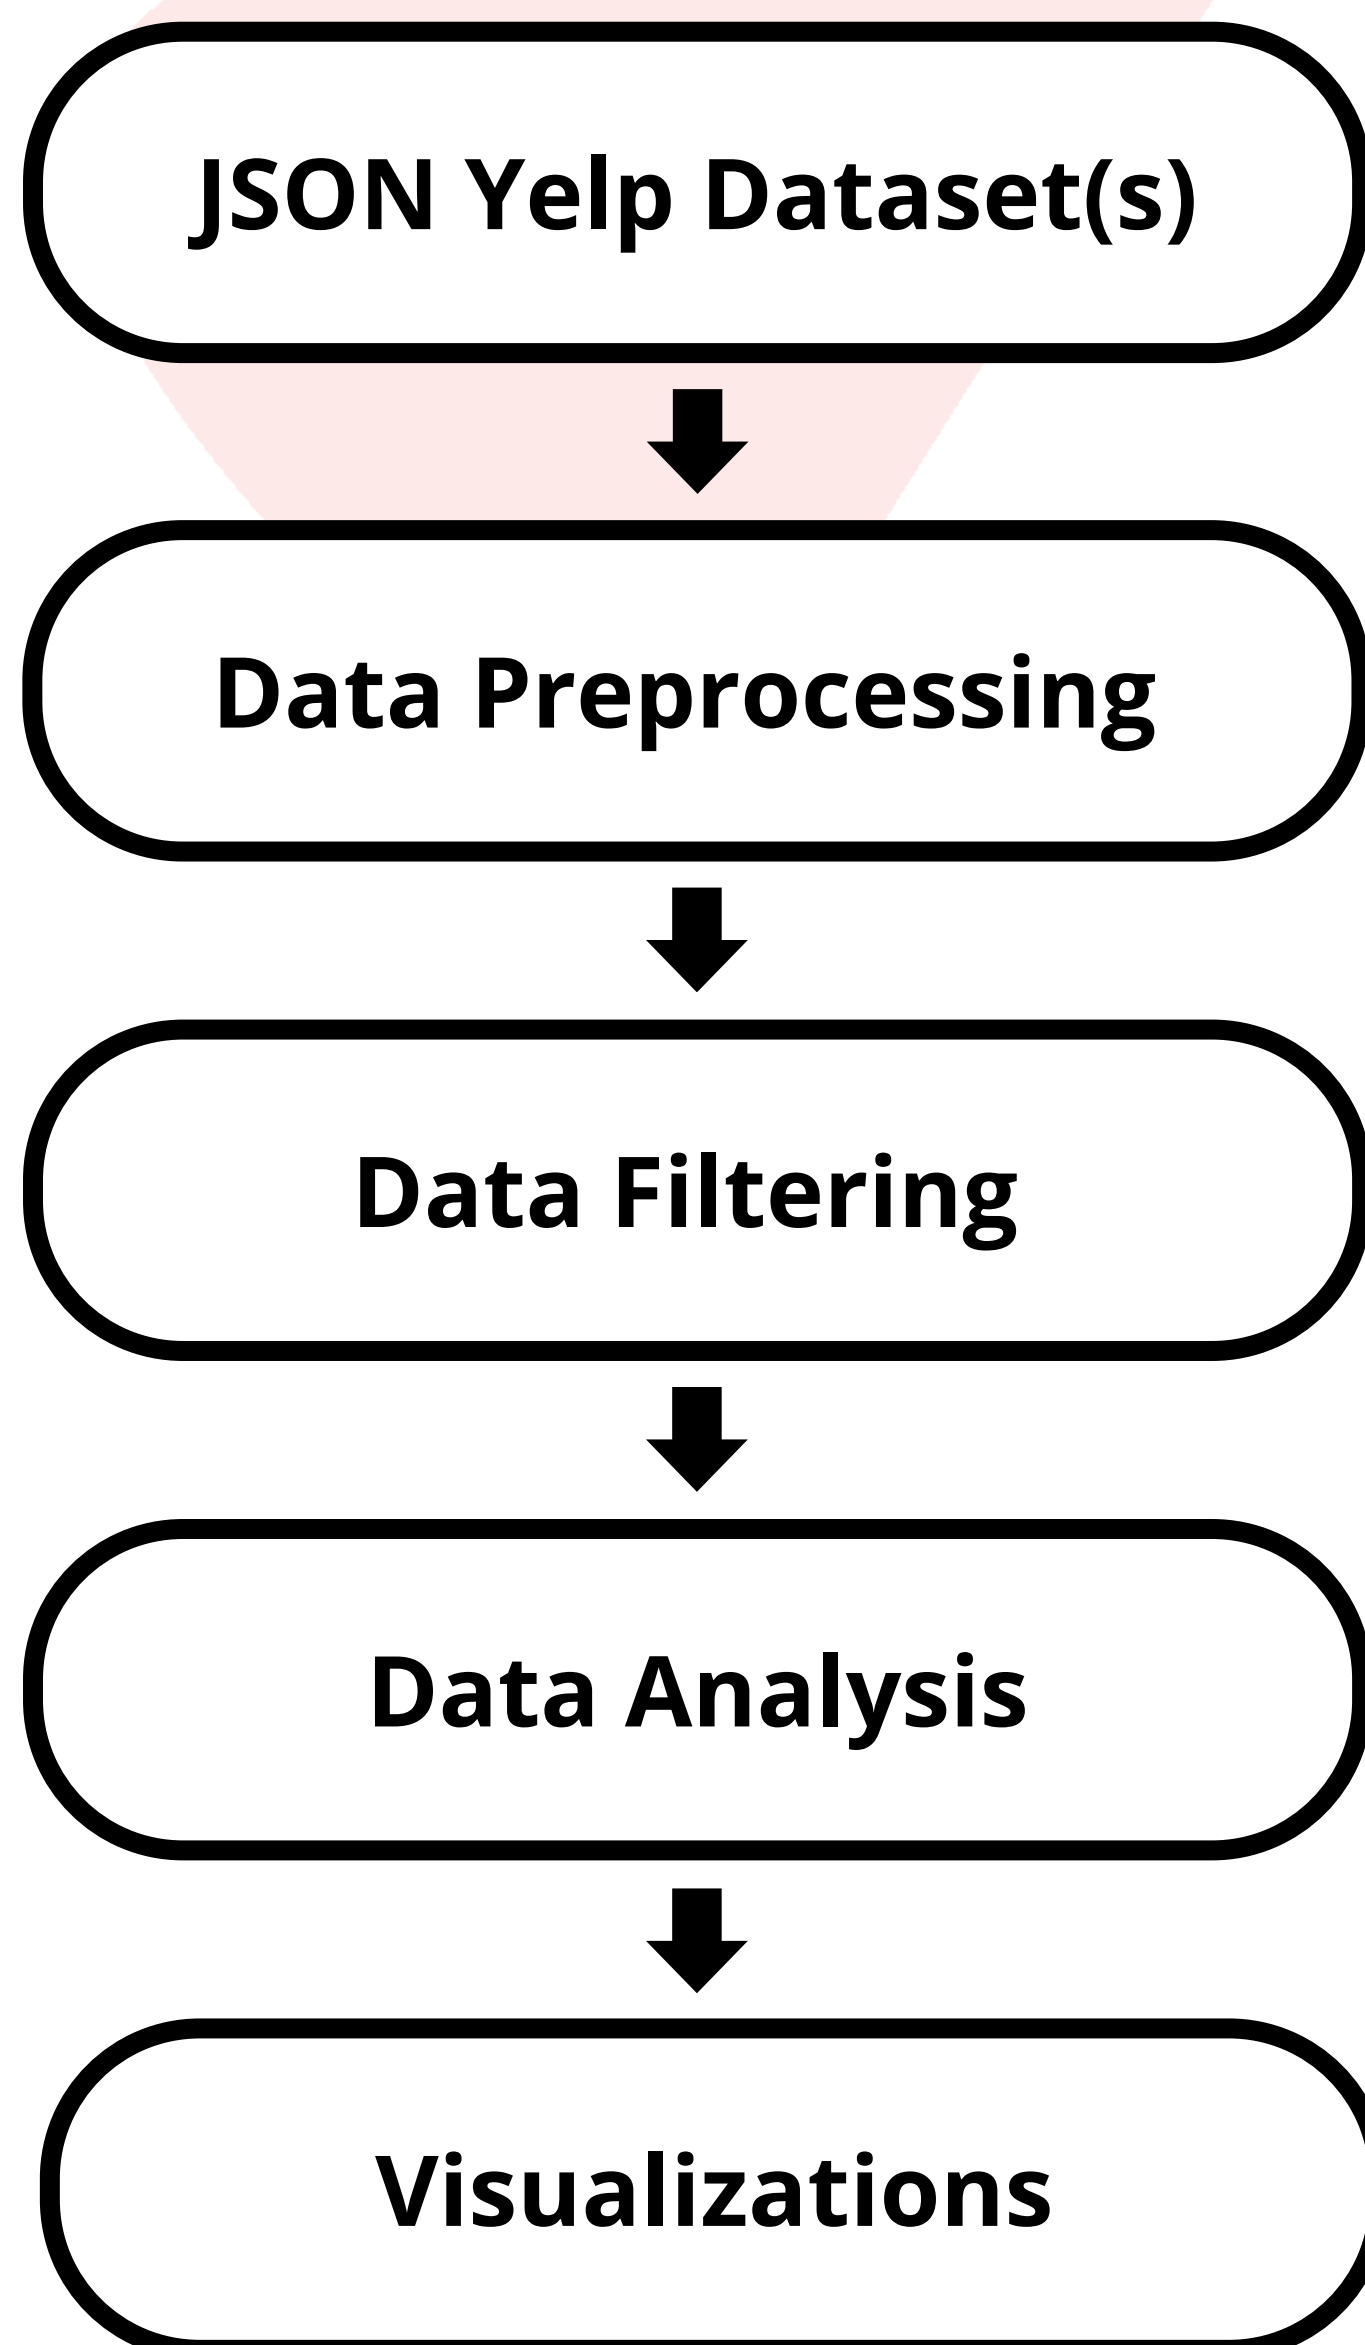 JSON Yelp Dataset(s)
Data Preprocessing
Data Filtering
Data Analysis
Visualizations